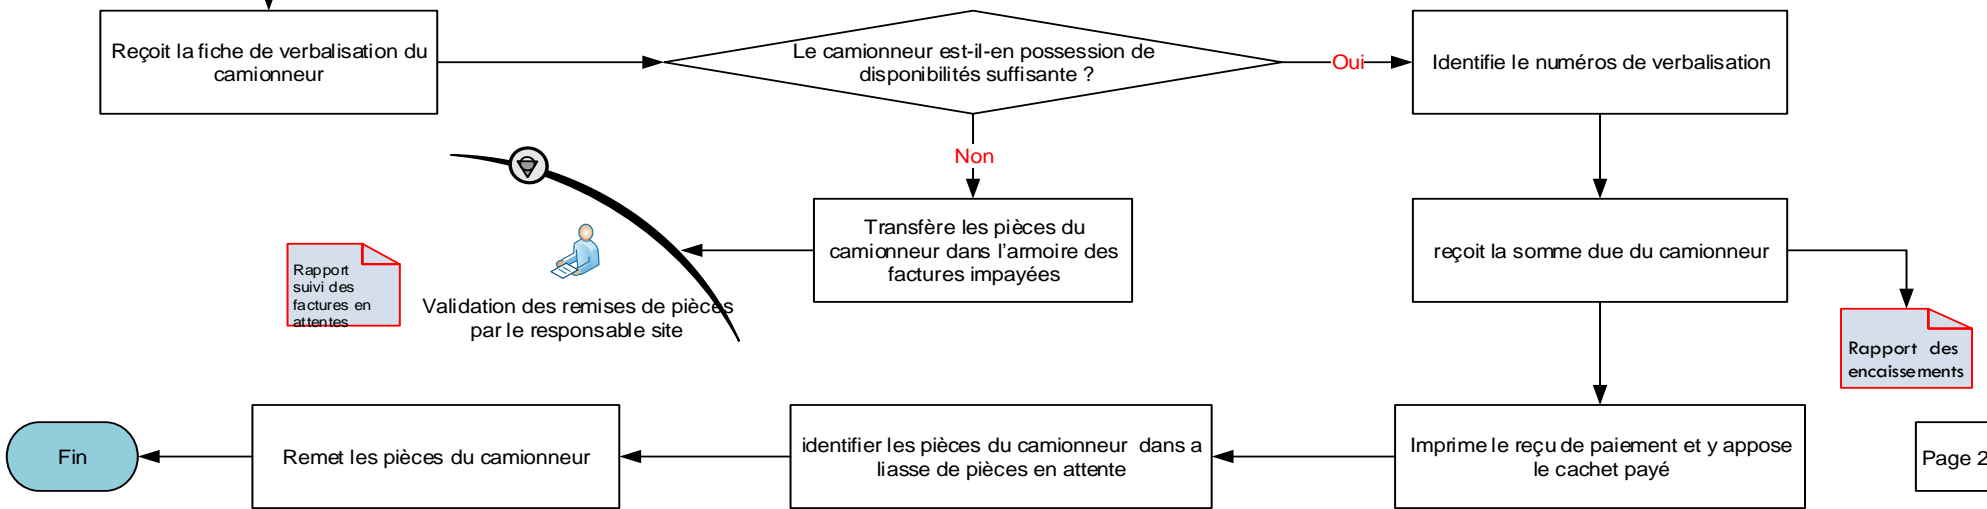 Reçoit la fiche de verbalisation du
camionneur
Le camionneur est-il-en possession de
disponibilités suffisante ?
Oui
Identifie le numéros de verbalisation
Non
Transfère les pièces du
camionneur dans l’armoire des
factures impayées
reçoit la somme due du camionneur
Rapport
suivi des
factures en
attentes
Validation des remises de pièces
par le responsable site
Rapport des
encaissements
Fin
Remet les pièces du camionneur
identifier les pièces du camionneur dans a
liasse de pièces en attente
Imprime le reçu de paiement et y appose
le cachet payé
Page 2